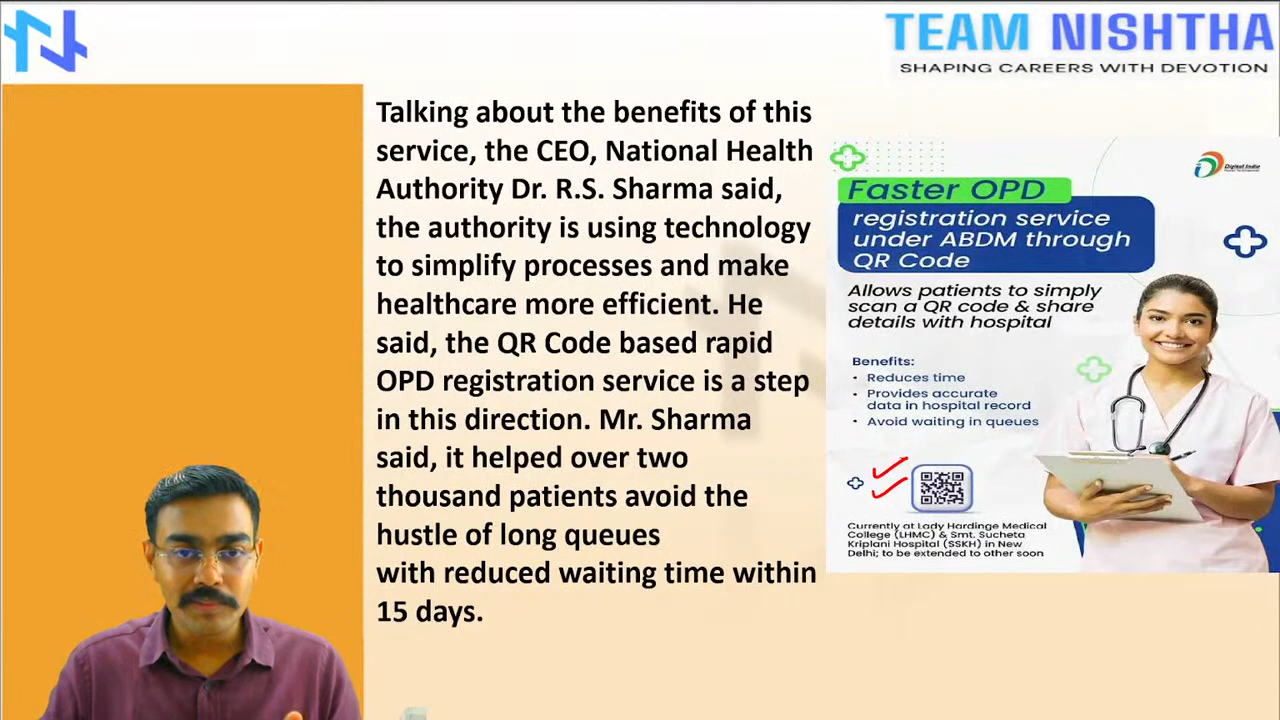 TEAM NISHTHA
SHAPING CAREERS WITH DEVOTION
Talking about the benefits of this
service, the CEO, National Health
Authority Dr. R.S. Sharma said,
the authority is using technology
to simplify processes and make
healthcare more efficient. He
said, the QR Code based rapid
OPD registration service is a step
in this direction. Mr. Sharma
said, it helped over two
thousand patients avoid the
hustle of long queues
with reduced waiting time within
15 days.
Digital India
Faster OPD
registration service
under ABDM through
QR Code
Allows patients to simply
scan a QR code & share
details with hospital
Benefits:
• Reduces time
• Provides accurate
data in hospital record
• Avoid waiting in queues
Currently at Lady Hardinge Medical
College (LHMC) & Smt. Sucheta
Kriplani Hospital (SSKH) in New
Delhi; to be extended to other soon